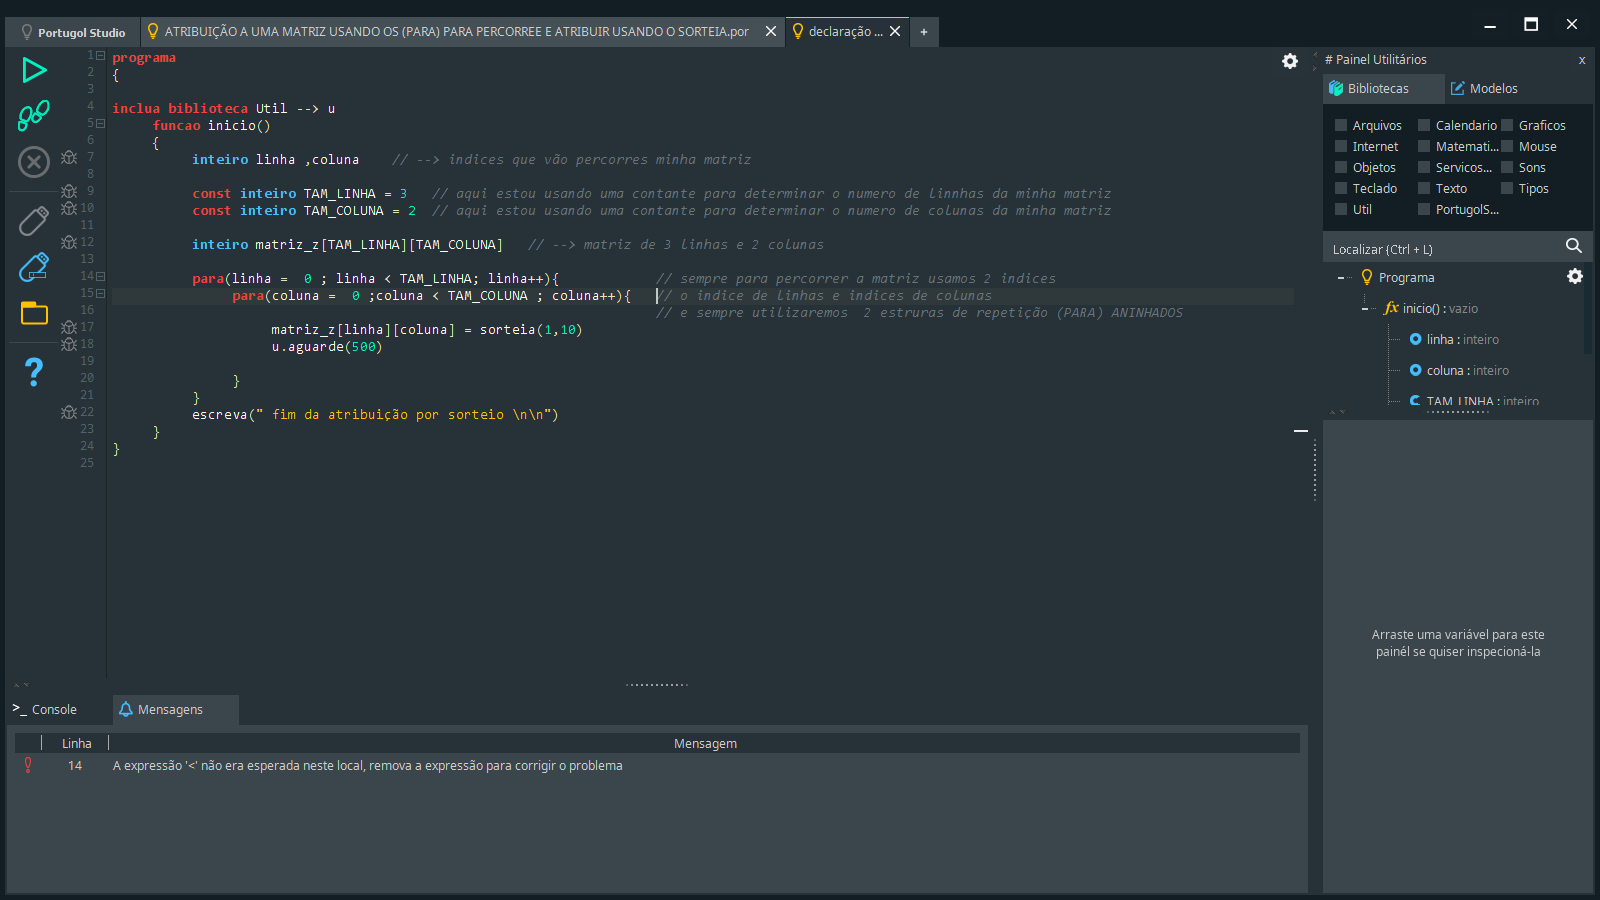 Portugol Studio
ATRIBUIÇÃO A UMA MATRIZ USANDO OS (PARA) PARA PERCORREE E ATRIBUIR USANDO O SORTEIA.por
declaração ...
+
1 programa
2 {
3
4 inclua biblioteca Util --> u
5 funcao inicio()
6 {
7 inteiro linha ,coluna // --> indices que vão percorres minha matriz
8
9 const inteiro TAM_LINHA = 3 // aqui estou usando uma contante para determinar o numero de linnhas da minha matriz
10 const inteiro TAM_COLUNA = 2 // aqui estou usando uma contante para determinar o numero de colunas da minha matriz
11
12 inteiro matriz_z[TAM_LINHA][TAM_COLUNA] // --> matriz de 3 linhas e 2 colunas
13
14 para(linha = 0 ; linha < TAM_LINHA; linha++){ // sempre para percorrer a matriz usamos 2 indices
15 para(coluna = 0 ;coluna < TAM_COLUNA ; coluna++){ // o indice de linhas e indices de colunas
16 // e sempre utilizaremos 2 estruras de repetição (PARA) ANINHADOS
17 matriz_z[linha][coluna] = sorteia(1,10)
18 u.aguarde(500)
19
20 }
21 }
22 escreva(" fim da atribuição por sorteio \n\n")
23 }
24 }
25
# Painel Utilitários x
Bibliotecas Modelos
Arquivos Calendario Graficos
Internet Matemati... Mouse
Objetos Servicos... Sons
Teclado Texto Tipos
Util PortugolS...
Localizar (Ctrl + L)
Programa
fx inicio() : vazio
linha : inteiro
coluna : inteiro
TAM_LINHA : inteiro
Arraste uma variável para este
painél se quiser inspecioná-la
>_ Console Mensagens
Linha Mensagem
14 A expressão '<' não era esperada neste local, remova a expressão para corrigir o problema